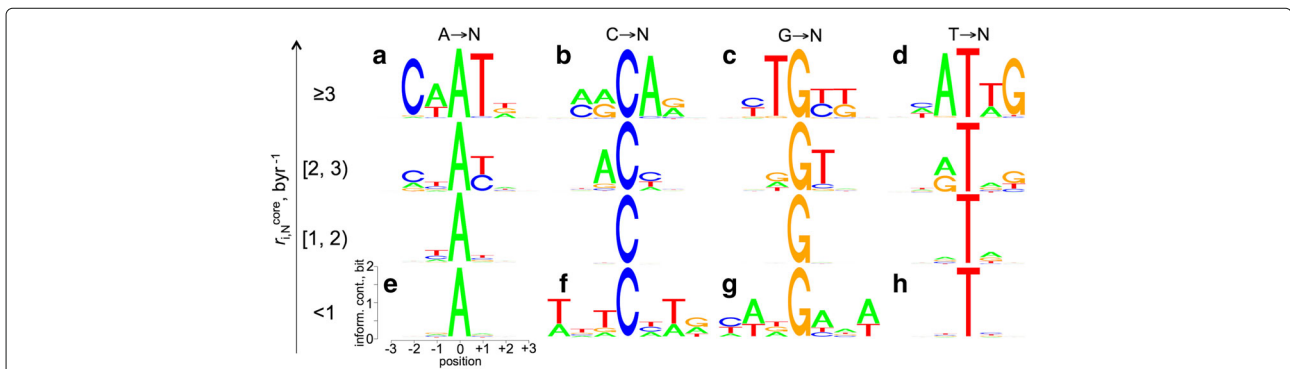 A→N C→N G→N T→N
a b c d
≥3
[2, 3)
[1, 2)
<1
r i,N core, byr⁻¹
e f g h
inform. cont., bit
2
1
0
-3 -2 -1 0 +1 +2 +3
position